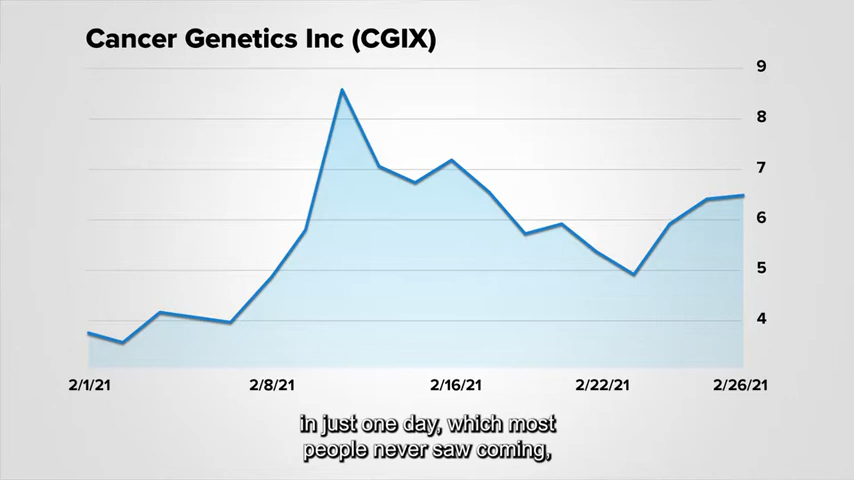 Cancer Genetics Inc (CGIX)
9
8
7
6
5
4
2/1/21 2/8/21 2/16/21 2/22/21 2/26/21
in just one day, which most
people never saw coming,